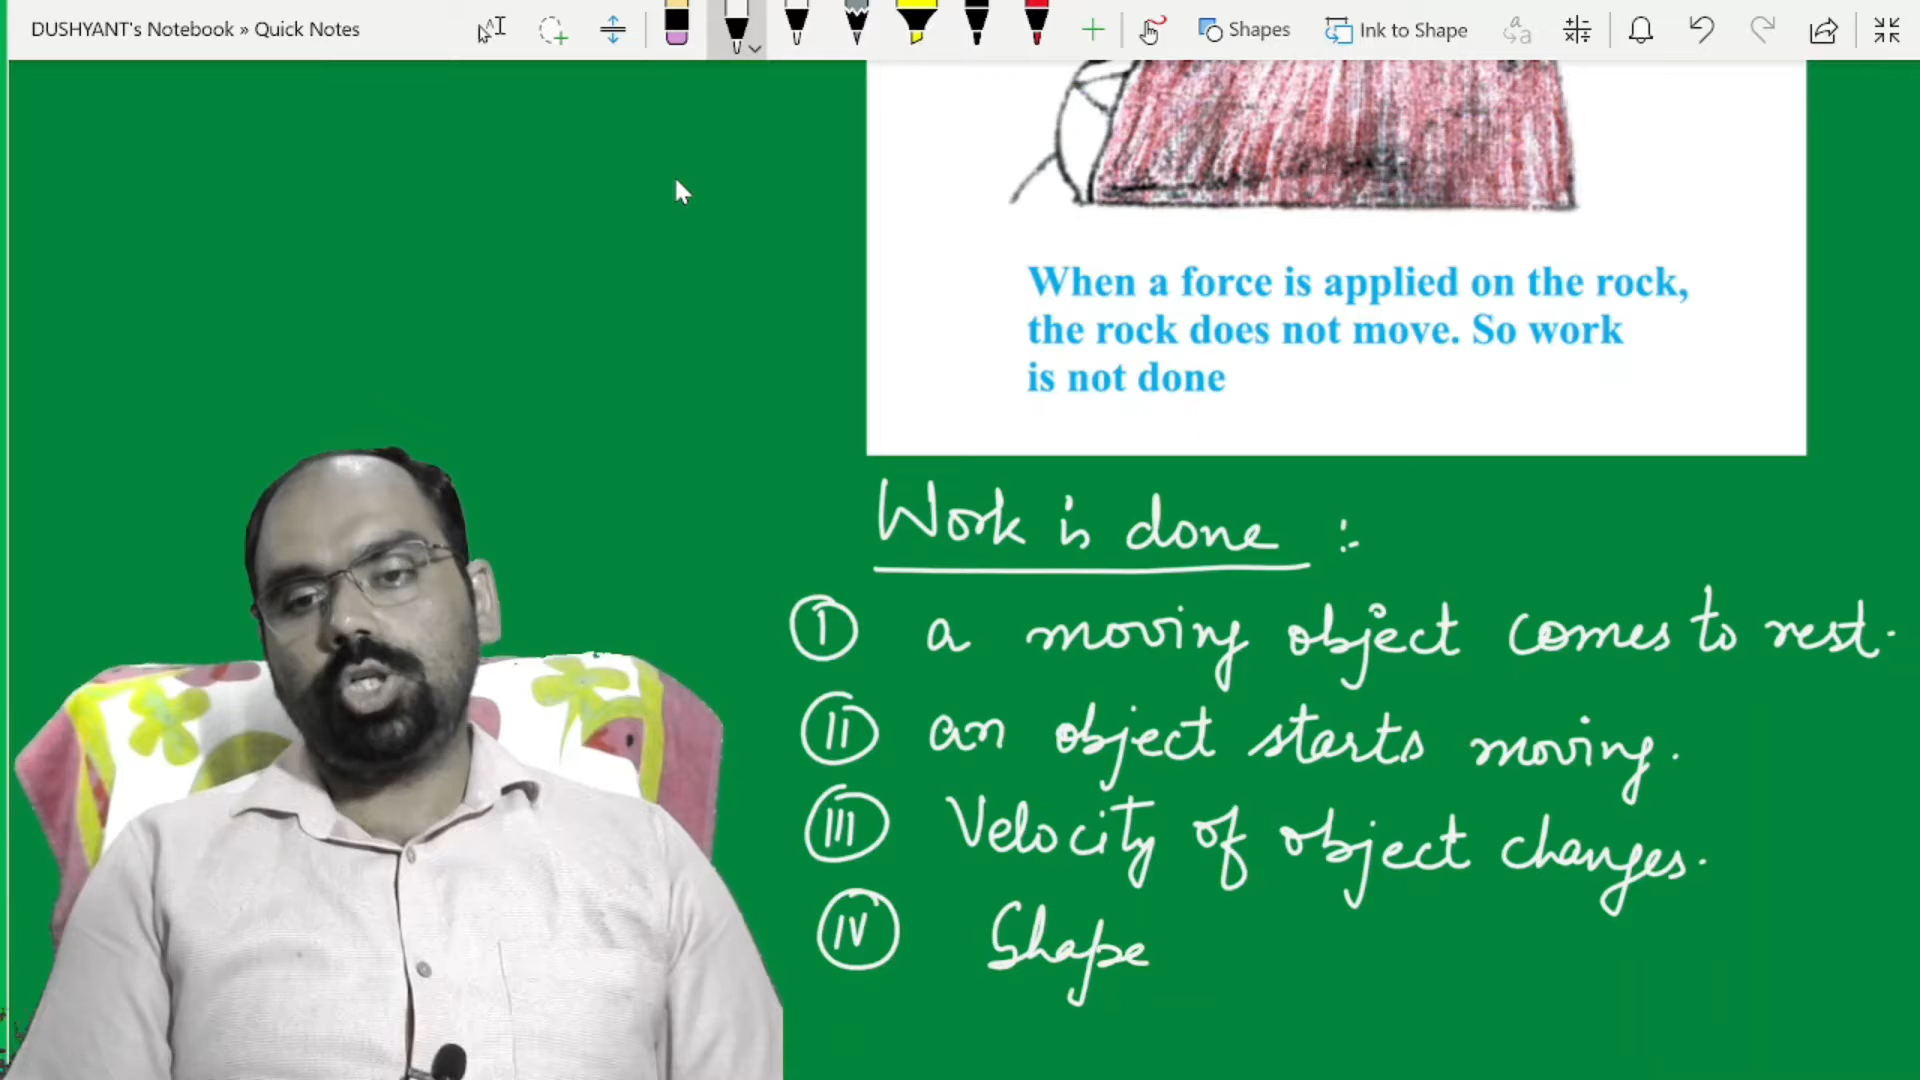 DUSHYANT's Notebook » Quick Notes
Shapes
Ink to Shape
When a force is applied on the rock,
the rock does not move. So work
is not done
Work is done :-
I a moving object comes to rest.
II an object starts moving.
III Velocity of object changes.
IV Shape